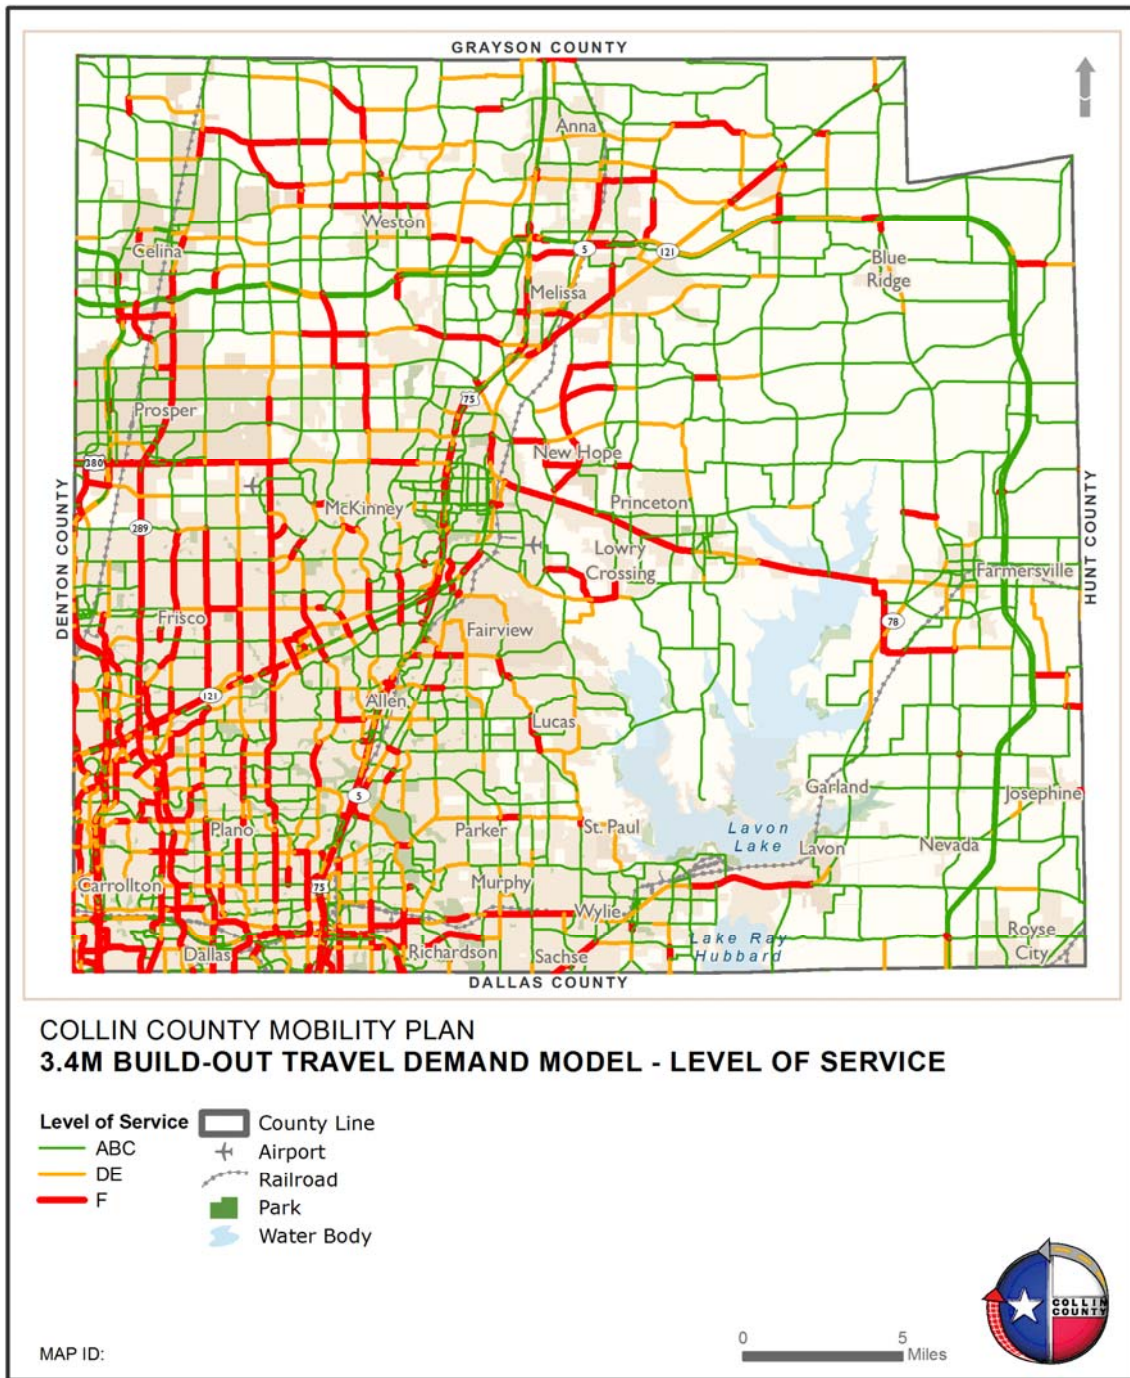 GRAYSON COUNTY
Anna
Weston
5
121
Celina
Blue
Ridge
Melissa
75
Prosper
New Hope
380
Princeton
McKinney
289
DENTON COUNTY
HUNT COUNTY
Lowry
Crossing
Farmersville
Frisco
Fairview
78
121
Allen
Lucas
5
Garland
Josephine
Plano
Parker
St. Paul
Lavon
Lake
Lavon
Nevada
75
Carrollton
Murphy
Wylie
Lake Ray
Hubbard
Royse
City
Dallas
Richardson
Sachse
DALLAS COUNTY
COLLIN COUNTY MOBILITY PLAN
3.4M BUILD-OUT TRAVEL DEMAND MODEL - LEVEL OF SERVICE
Level of Service
ABC
DE
F
County Line
Airport
Railroad
Park
Water Body
COLLIN
COUNTY
MAP ID:
0 5
Miles